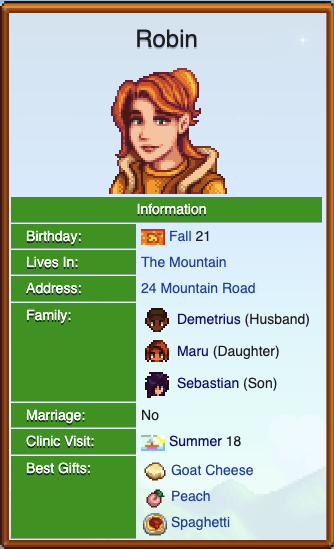 Robin
Information
Birthday: Fall 21
Lives In: The Mountain
Address: 24 Mountain Road
Family: Demetrius (Husband)
Maru (Daughter)
Sebastian (Son)
Marriage: No
Clinic Visit: Summer 18
Best Gifts: Goat Cheese
Peach
Spaghetti